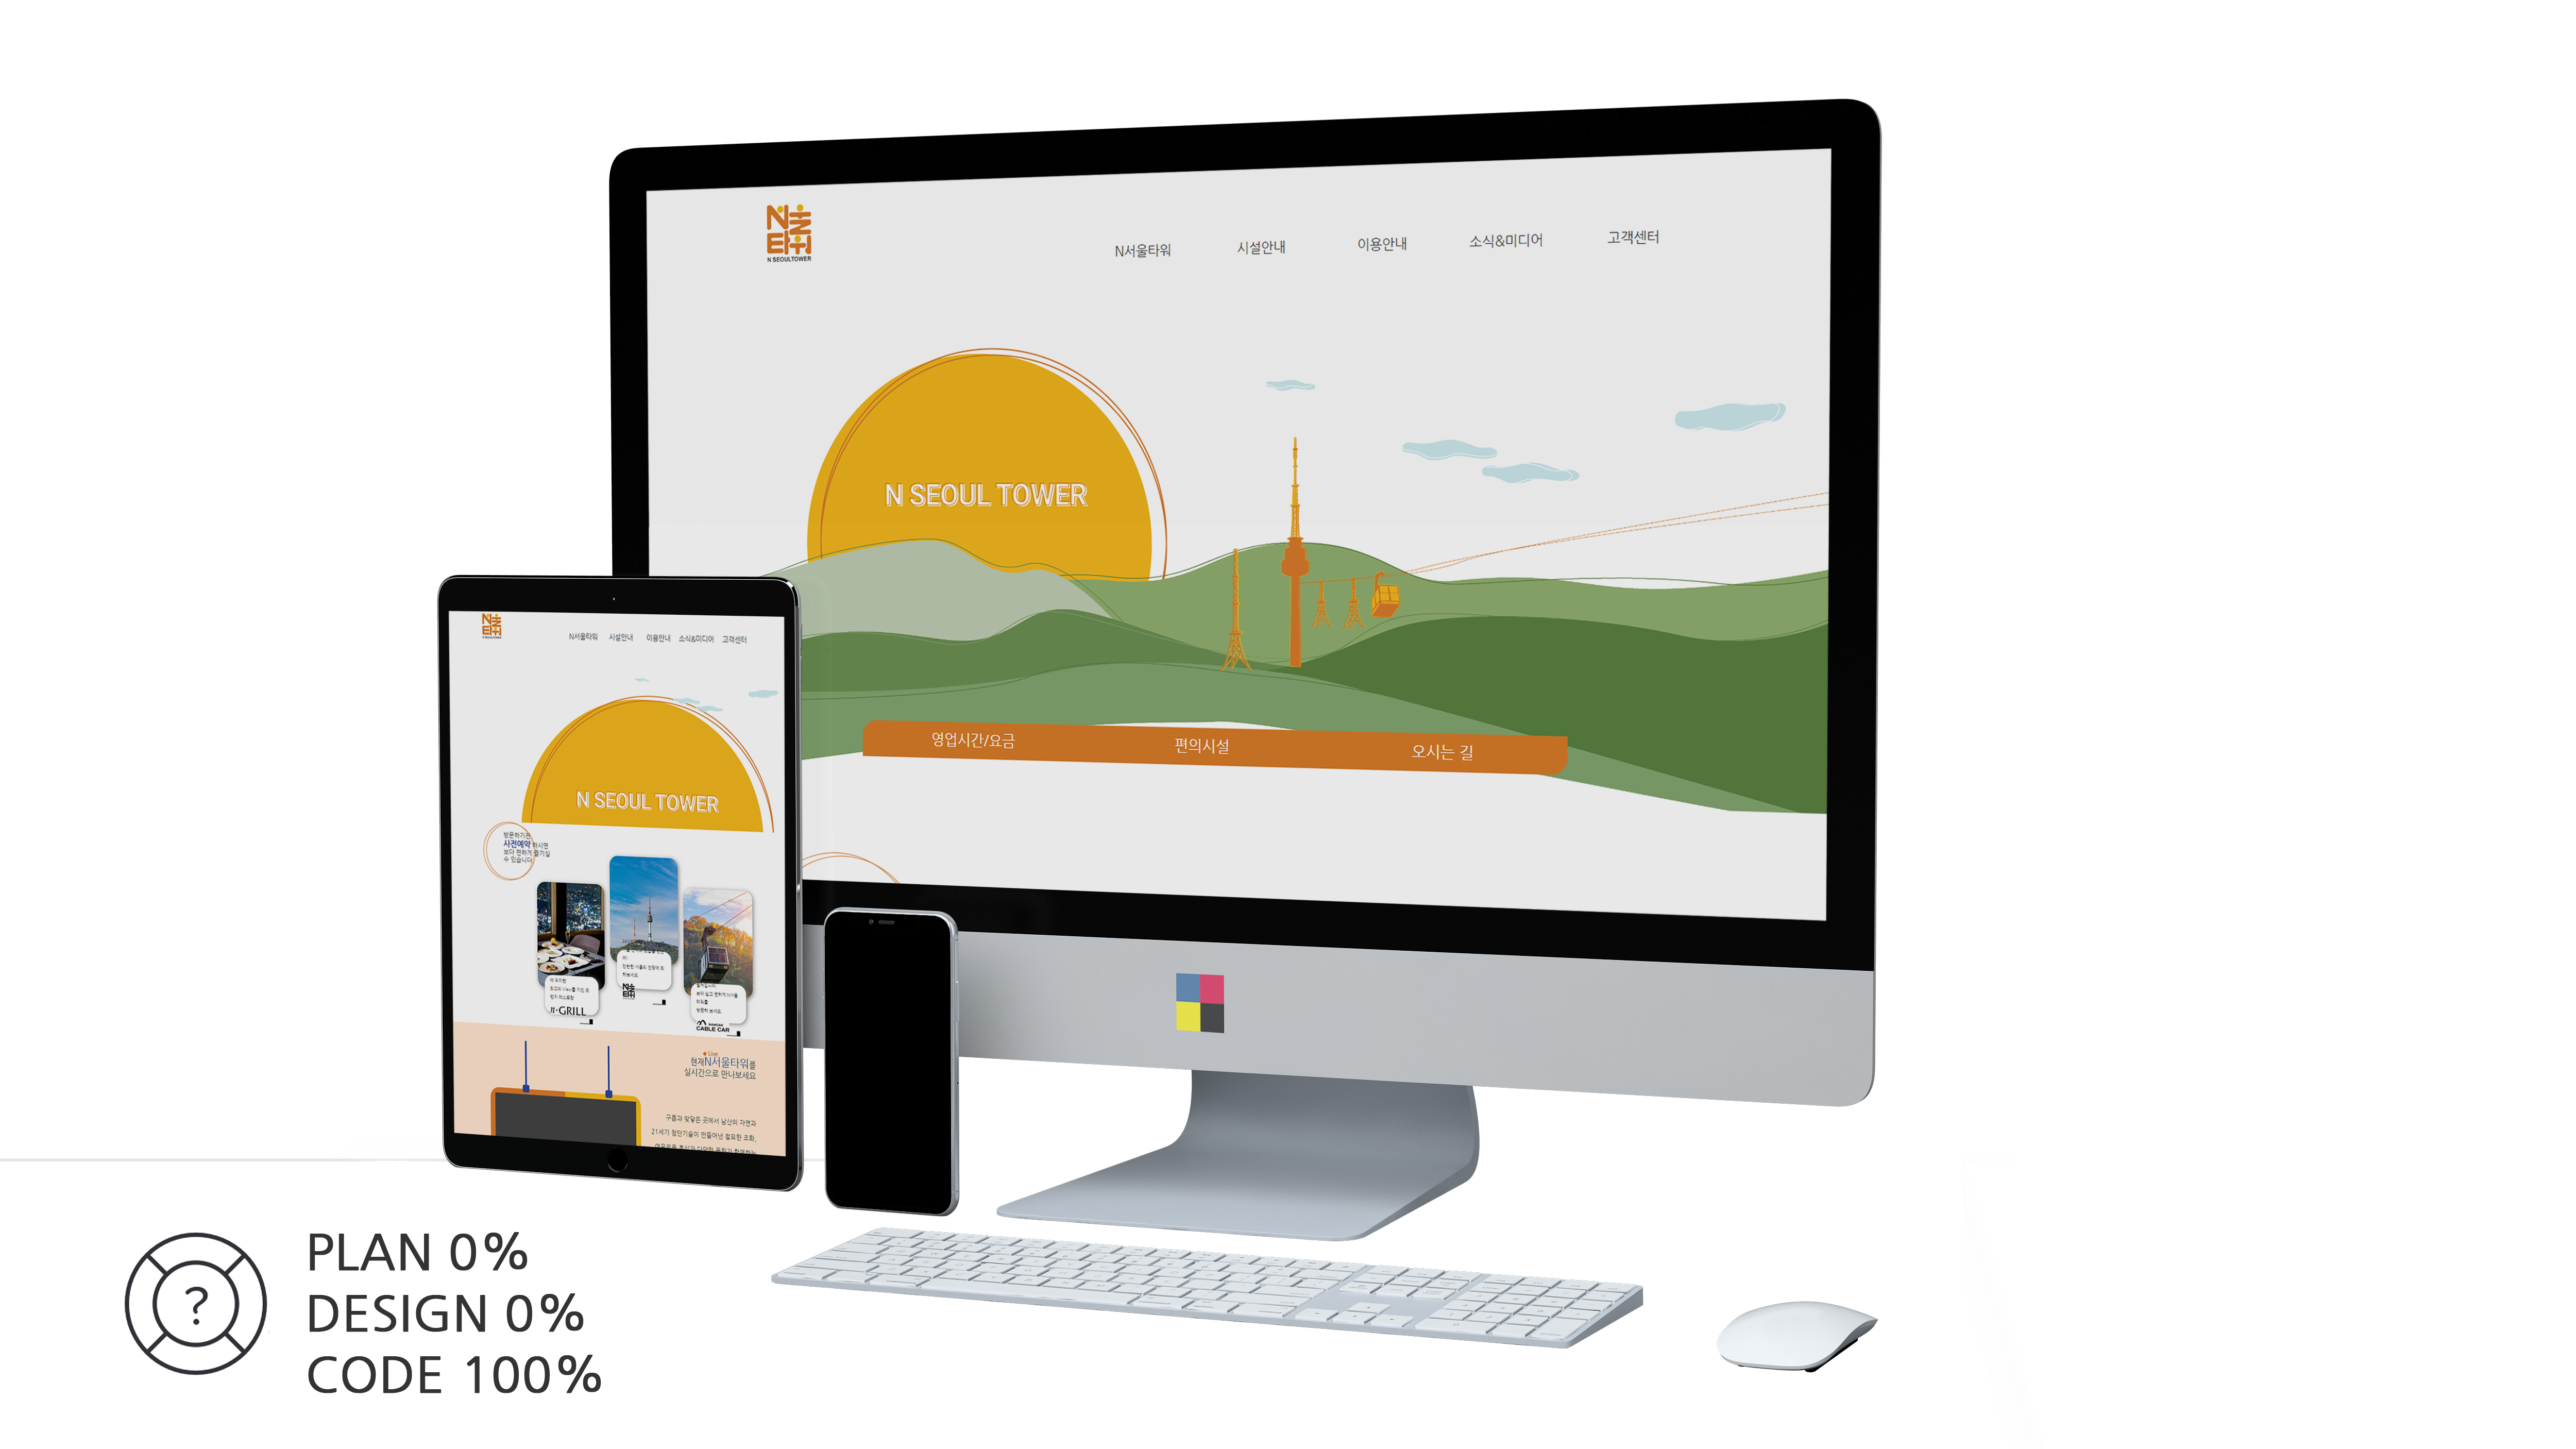 N서울타워
N SEOULTOWER
N서울타워 시설안내 이용안내 소식&미디어 고객센터
N SEOUL TOWER
영업시간/요금 편의시설 오시는 길
N서울타워
N서울타워 시설안내 이용안내 소식&미디어 고객센터
N SEOUL TOWER
방문하기전
사전예약 하시면
보다 편하게 즐기실
수 있습니다
n·GRILL
CABLE CAR
Live
현재N서울타워를
실시간으로 만나보세요
구름과 맞닿은 곳에서 남산의 자연과
21세기 첨단기술이 만들어낸 절묘한 조화,
?
PLAN 0%
DESIGN 0%
CODE 100%